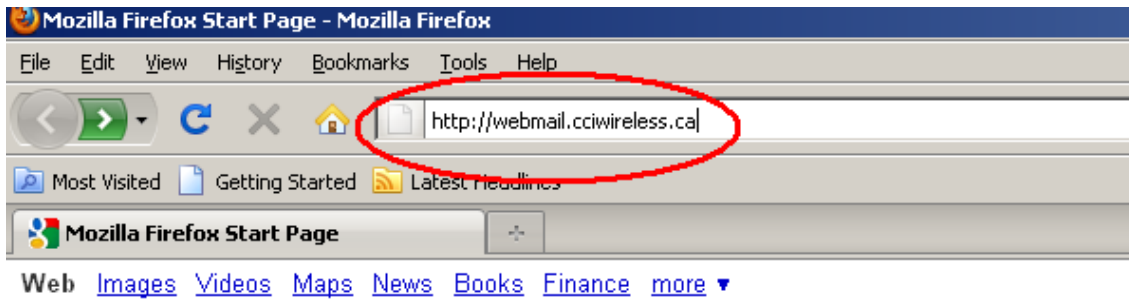 Mozilla Firefox Start Page - Mozilla Firefox
File Edit View History Bookmarks Tools Help
http://webmail.cciwireless.ca
Most Visited Getting Started Latest Headlines
Mozilla Firefox Start Page
Web Images Videos Maps News Books Finance more ▼